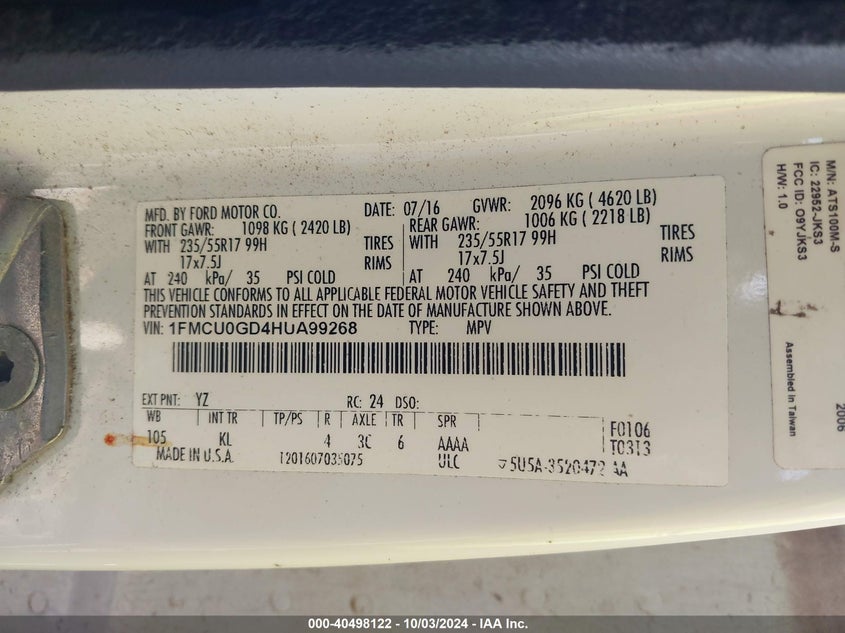 MFD. BY FORD MOTOR CO. DATE: 07/16 GVWR: 2096 KG ( 4620 LB)
FRONT GAWR: 1098 KG ( 2420 LB) REAR GAWR: 1006 KG ( 2218 LB)
WITH 235/55R17 99H TIRES WITH 235/55R17 99H TIRES
17x7.5J RIMS 17x7.5J RIMS
AT 240 kPa/ 35 PSI COLD AT 240 kPa/ 35 PSI COLD
THIS VEHICLE CONFORMS TO ALL APPLICABLE FEDERAL MOTOR VEHICLE SAFETY AND THEFT
PREVENTION STANDARDS IN EFFECT ON THE DATE OF MANUFACTURE SHOWN ABOVE.
VIN: 1FMCU0GD4HUA99268 TYPE: MPV
EXT PNT: YZ RC: 24 DSO:
WB INT TR TP/PS R AXLE TR SPR
105 KL 4 3C 6 AAAA F0106
MADE IN U.S.A. ULC T0313
M/N: ATS100M-S
IC: 22952-JKS3
FCC ID: O9YJKS3
H/W: 1.0
Assembled in Taiwan
2006
000-40498122 - 10/03/2024 - IAA Inc.